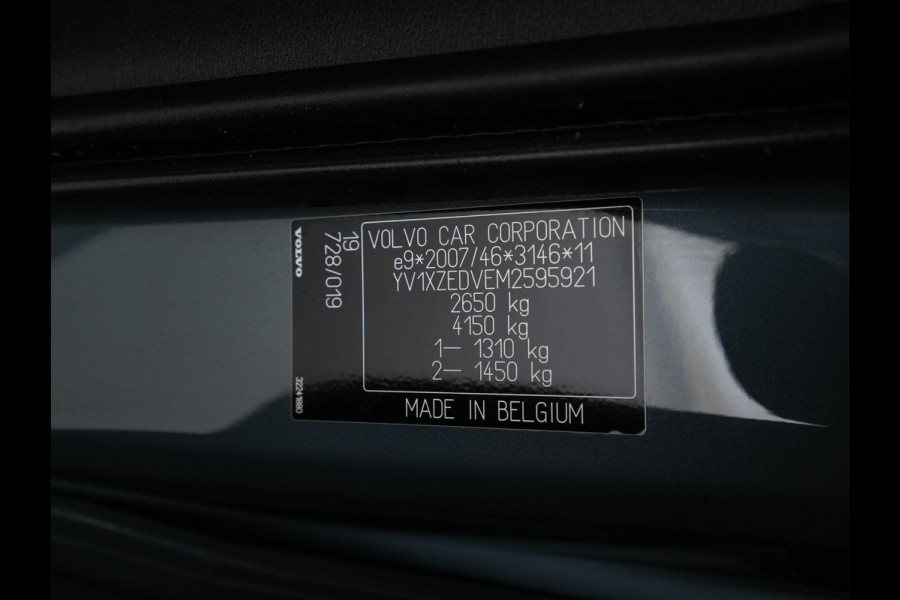 VOLVO
19
728/019
VOLVO CAR CORPORATION
e9*2007/46*3146*11
YV1XZEDVEM2595921
2650 kg
4150 kg
1— 1310 kg
2— 1450 kg
MADE IN BELGIUM
32241880